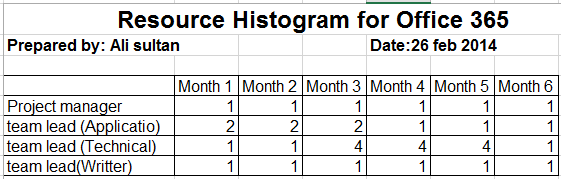 Resource Histogram for Office 365
Prepared by: Ali sultan Date:26 feb 2014
Month 1 Month 2 Month 3 Month 4 Month 5 Month 6
Project manager 1 1 1 1 1 1
team lead (Applicatio) 2 2 2 1 1 1
team lead (Technical) 1 1 4 4 4 1
team lead(Writter) 1 1 1 1 1 1